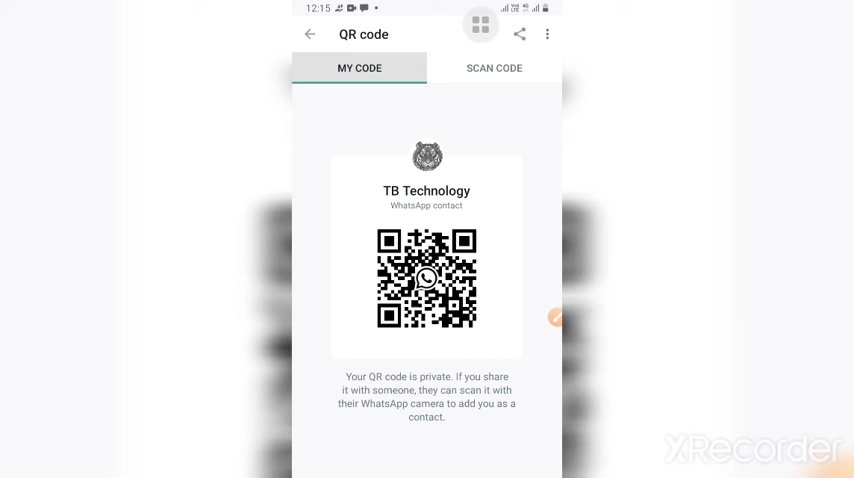 12:15
QR code
MY CODE
SCAN CODE
TB Technology
WhatsApp contact
Your QR code is private. If you share
it with someone, they can scan it with
their WhatsApp camera to add you as a
contact.
XRecorder